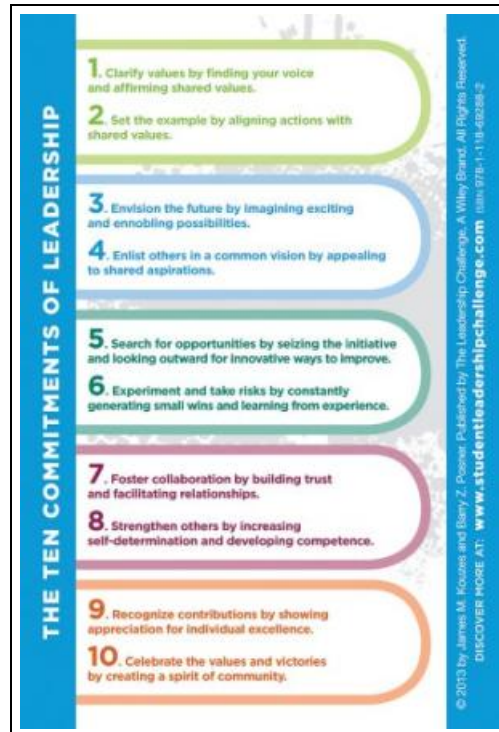 THE TEN COMMITMENTS OF LEADERSHIP
1. Clarify values by finding your voice
and affirming shared values.
2. Set the example by aligning actions with
shared values.
3. Envision the future by imagining exciting
and ennobling possibilities.
4. Enlist others in a common vision by appealing
to shared aspirations.
5. Search for opportunities by seizing the initiative
and looking outward for innovative ways to improve.
6. Experiment and take risks by constantly
generating small wins and learning from experience.
7. Foster collaboration by building trust
and facilitating relationships.
8. Strengthen others by increasing
self-determination and developing competence.
9. Recognize contributions by showing
appreciation for individual excellence.
10. Celebrate the values and victories
by creating a spirit of community.
© 2013 by James M. Kouzes and Barry Z. Posner. Published by The Leadership Challenge, A Wiley Brand. All Rights Reserved.
DISCOVER MORE AT: www.studentleadershipchallenge.com ISBN 978-1-118-69288-2